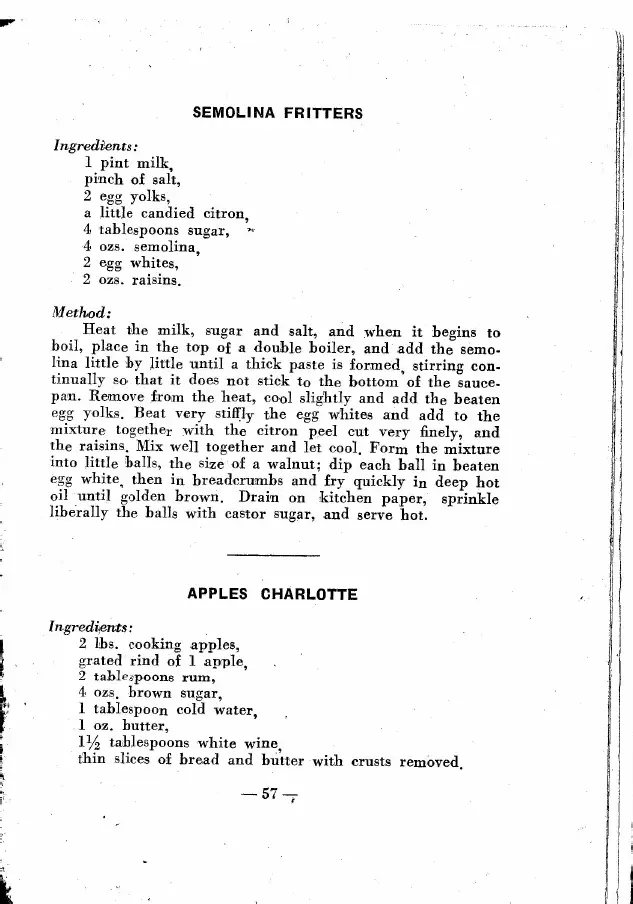 SEMOLINA FRITTERS
Ingredients:
1 pint milk,
pinch of salt,
2 egg yolks,
a little candied citron,
4 tablespoons sugar,
4 ozs. semolina,
2 egg whites,
2 ozs. raisins.
Method:
Heat the milk, sugar and salt, and when it begins to
boil, place in the top of a double boiler, and add the semo-
lina little by little until a thick paste is formed, stirring con-
tinually so that it does not stick to the bottom of the sauce-
pan. Remove from the heat, cool slightly and add the beaten
egg yolks. Beat very stiffly the egg whites and add to the
mixture together with the citron peel cut very finely, and
the raisins. Mix well together and let cool. Form the mixture
into little balls, the size of a walnut; dip each ball in beaten
egg white, then in breadcrumbs and fry quickly in deep hot
oil until golden brown. Drain on kitchen paper, sprinkle
liberally the balls with castor sugar, and serve hot.
APPLES CHARLOTTE
Ingredients:
2 lbs. cooking apples,
grated rind of 1 apple,
2 tablespoons rum,
4 ozs. brown sugar,
1 tablespoon cold water,
1 oz. butter,
1½ tablespoons white wine,
thin slices of bread and butter with crusts removed.
— 57 —